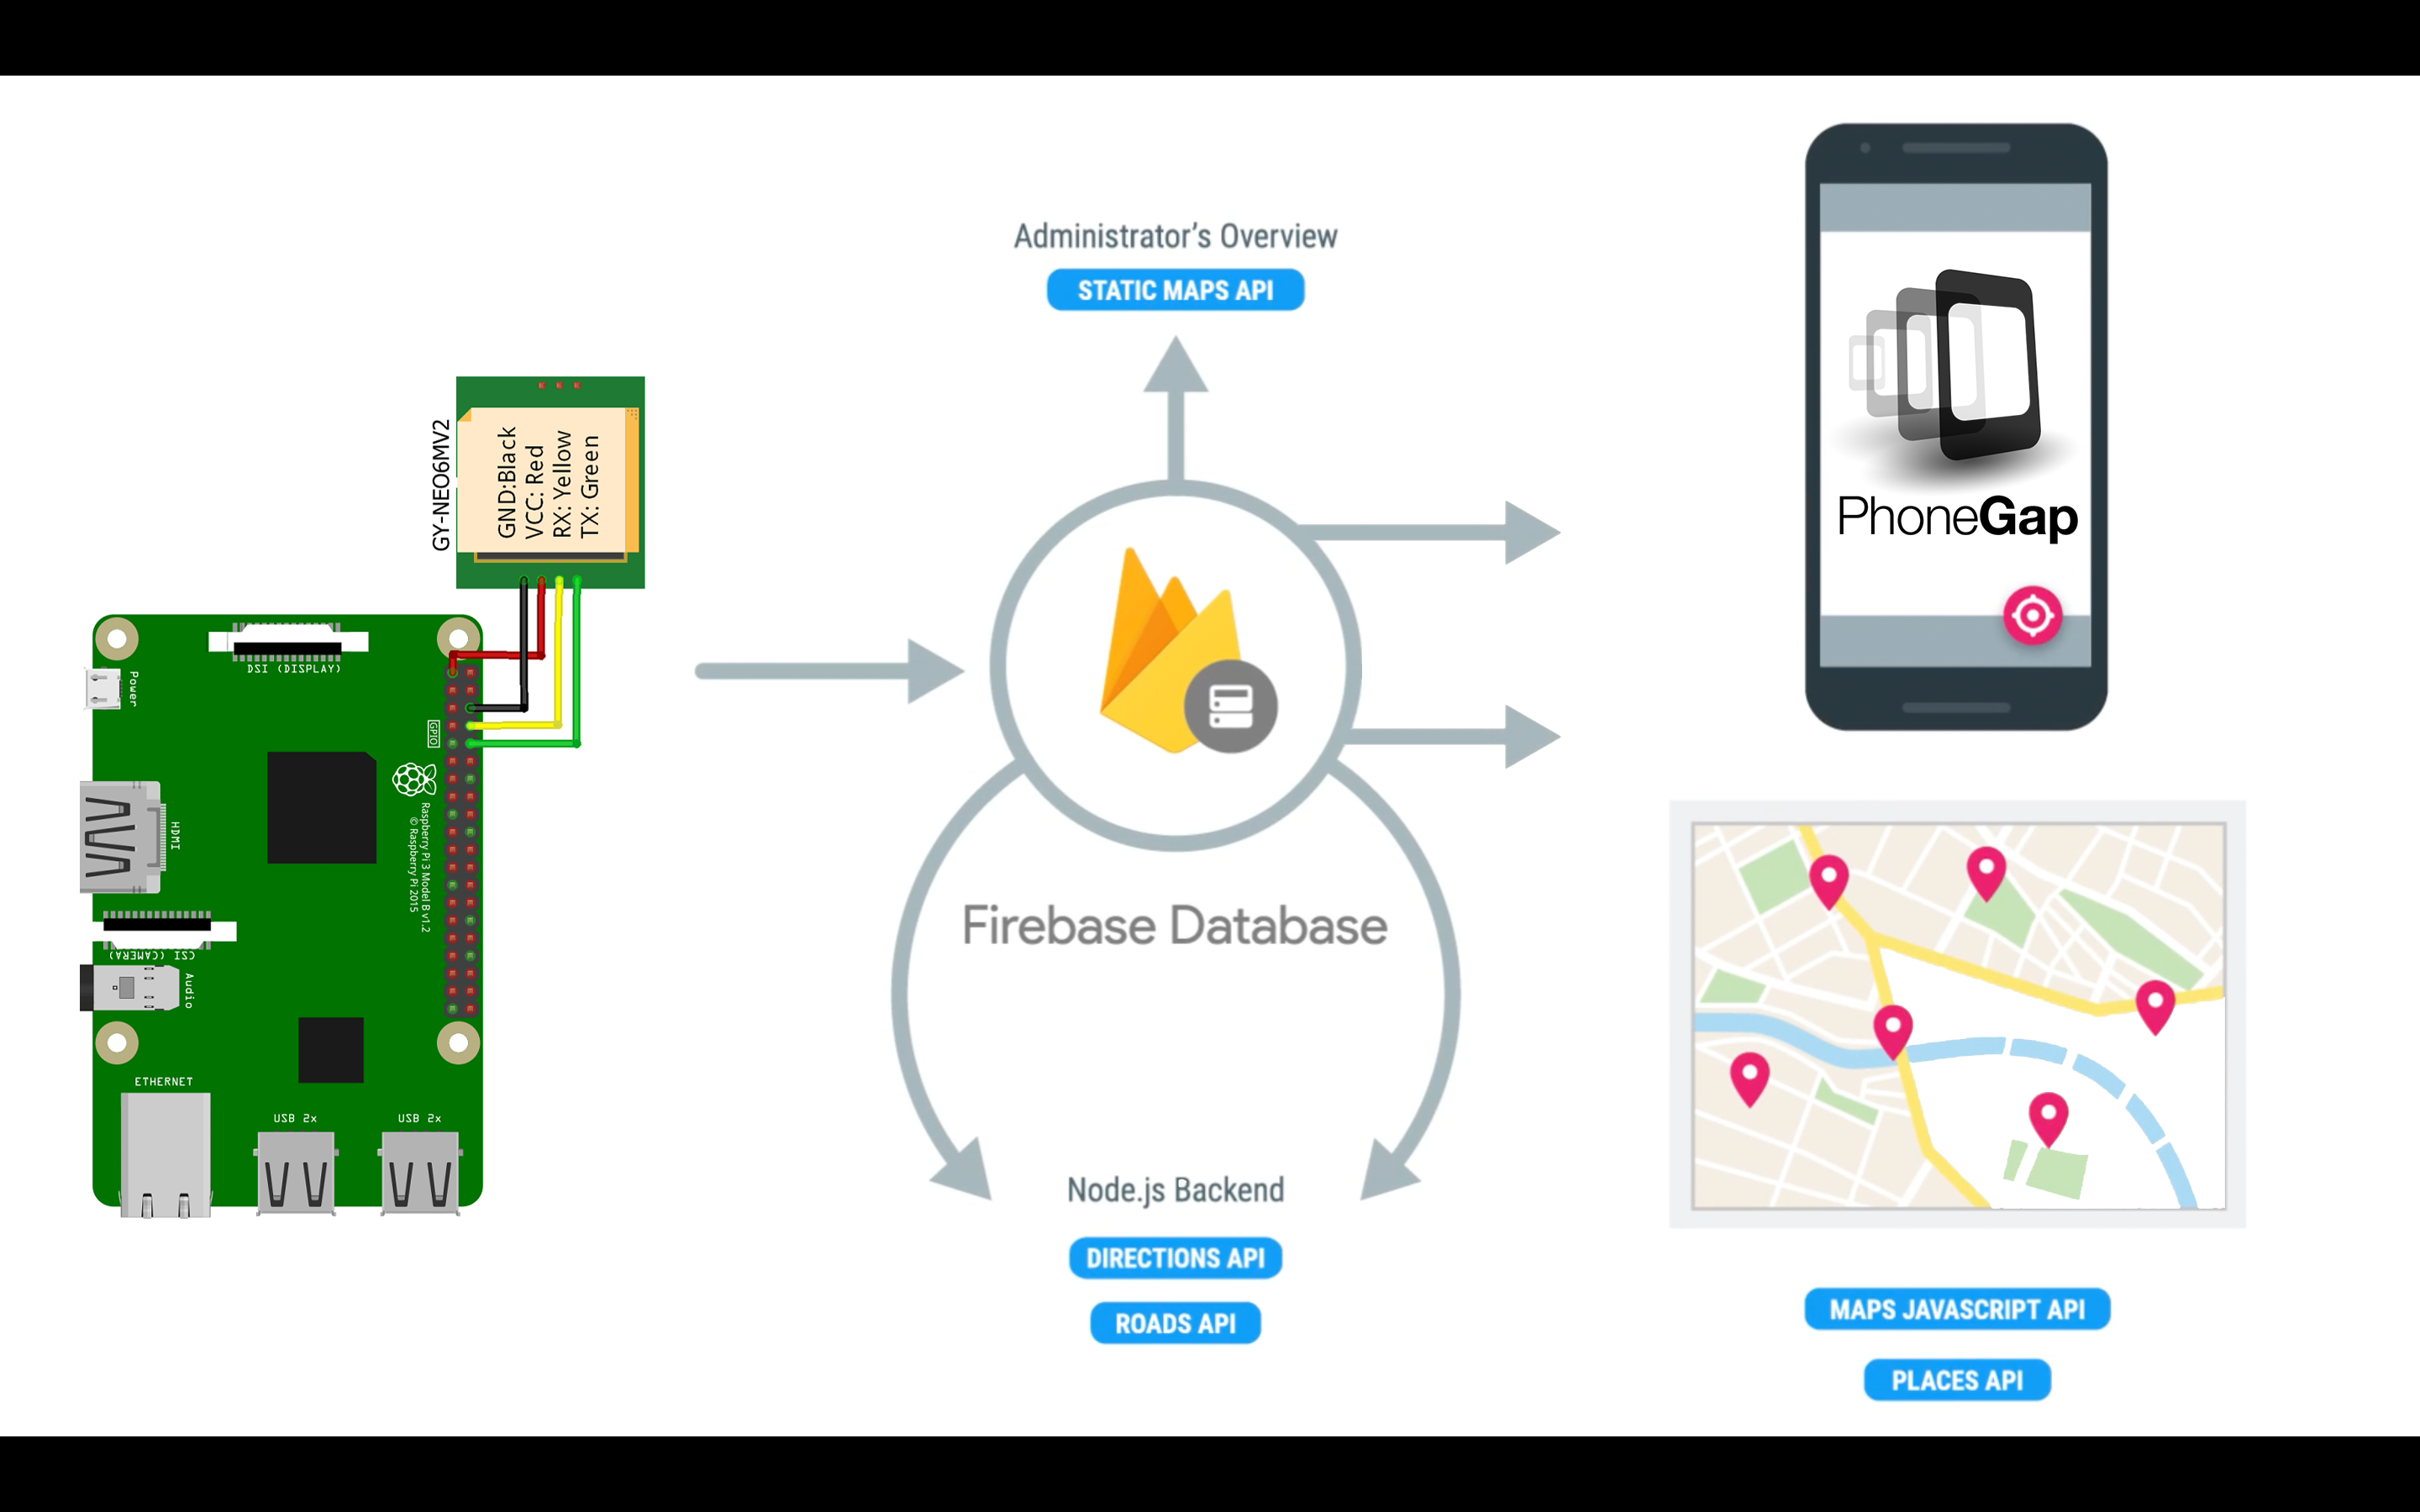 GY-NEO6MV2
GND:Black
VCC: Red
RX: Yellow
TX: Green
DSI (DISPLAY)
Power
GPIO
HDMI
Raspberry Pi 3 Model B v1.2
© Raspberry Pi 2015
CSI (CAMERA)
Audio
ETHERNET
USB 2x
USB 2x
Administrator’s Overview
STATIC MAPS API
Firebase Database
Node.js Backend
DIRECTIONS API
ROADS API
PhoneGap
MAPS JAVASCRIPT API
PLACES API